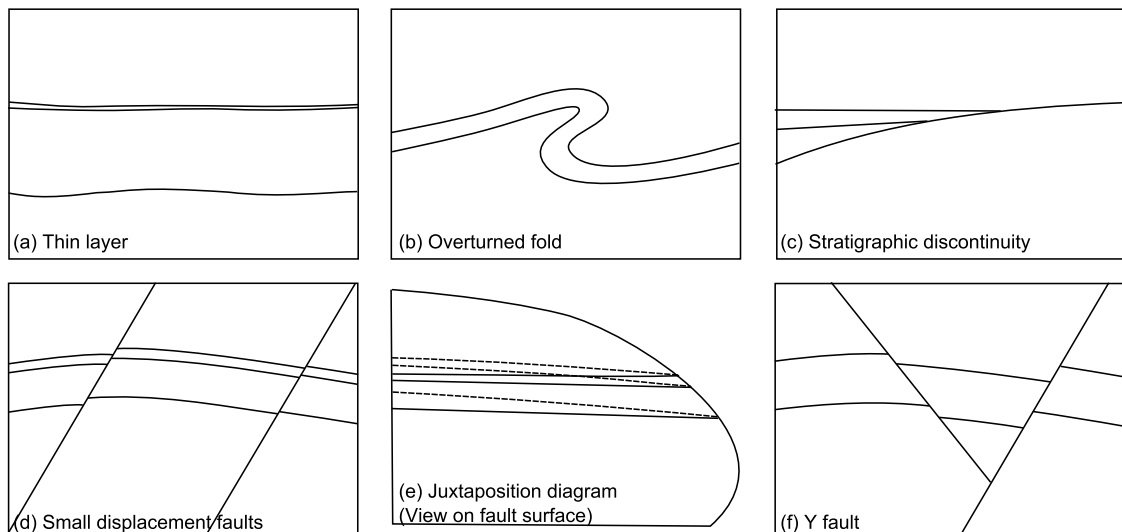 (a) Thin layer
(b) Overturned fold
(c) Stratigraphic discontinuity
(d) Small displacement faults
(e) Juxtaposition diagram
(View on fault surface)
(f) Y fault